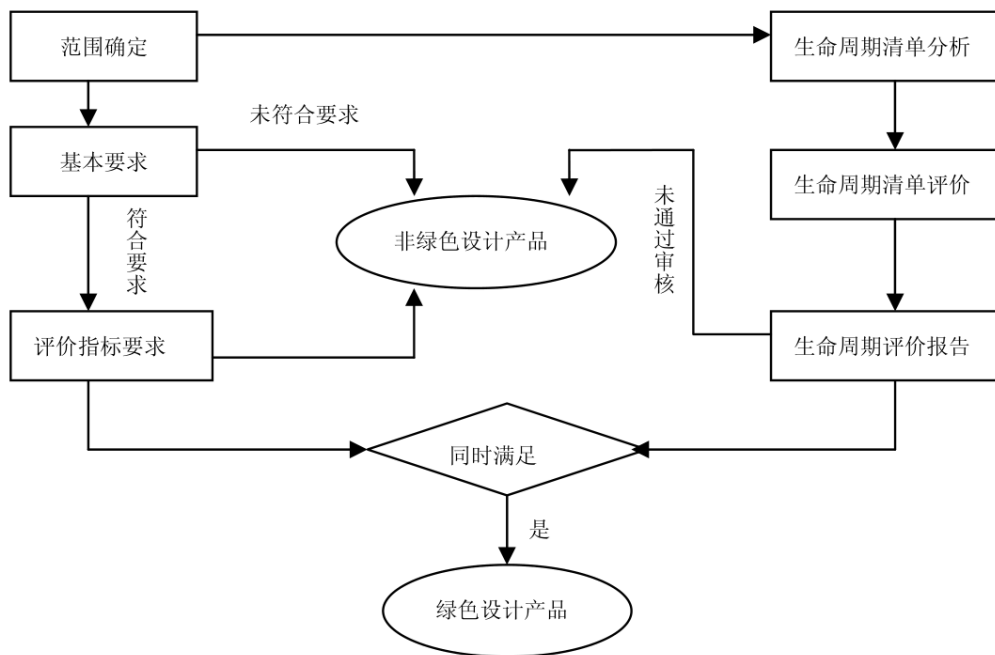 范围确定
生命周期清单分析
未符合要求
基本要求
生命周期清单评价
符合要求
非绿色设计产品
未通过审核
评价指标要求
生命周期评价报告
同时满足
是
绿色设计产品